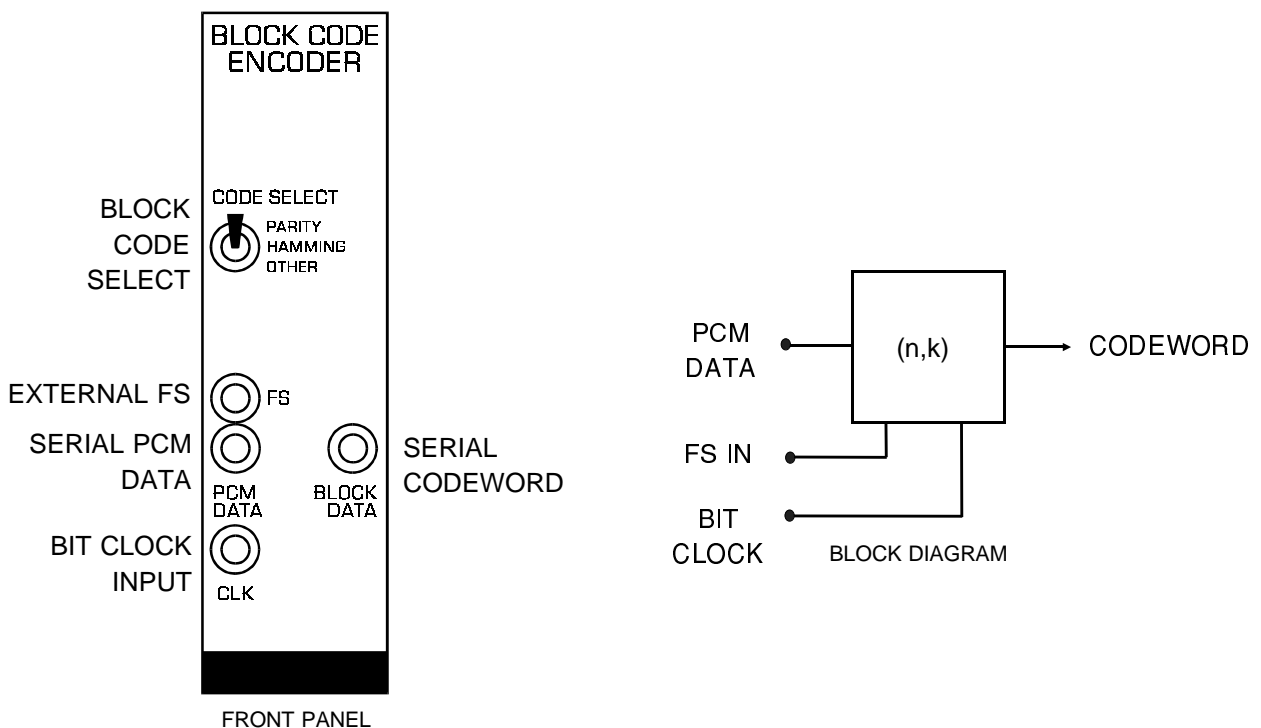 BLOCK CODE
ENCODER
BLOCK
CODE
SELECT
CODE SELECT
PARITY
HAMMING
OTHER
EXTERNAL FS
FS
SERIAL PCM
DATA
PCM
DATA
BLOCK
DATA
SERIAL
CODEWORD
BIT CLOCK
INPUT
CLK
FRONT PANEL
PCM
DATA
(n,k)
CODEWORD
FS IN
BIT
CLOCK
BLOCK DIAGRAM